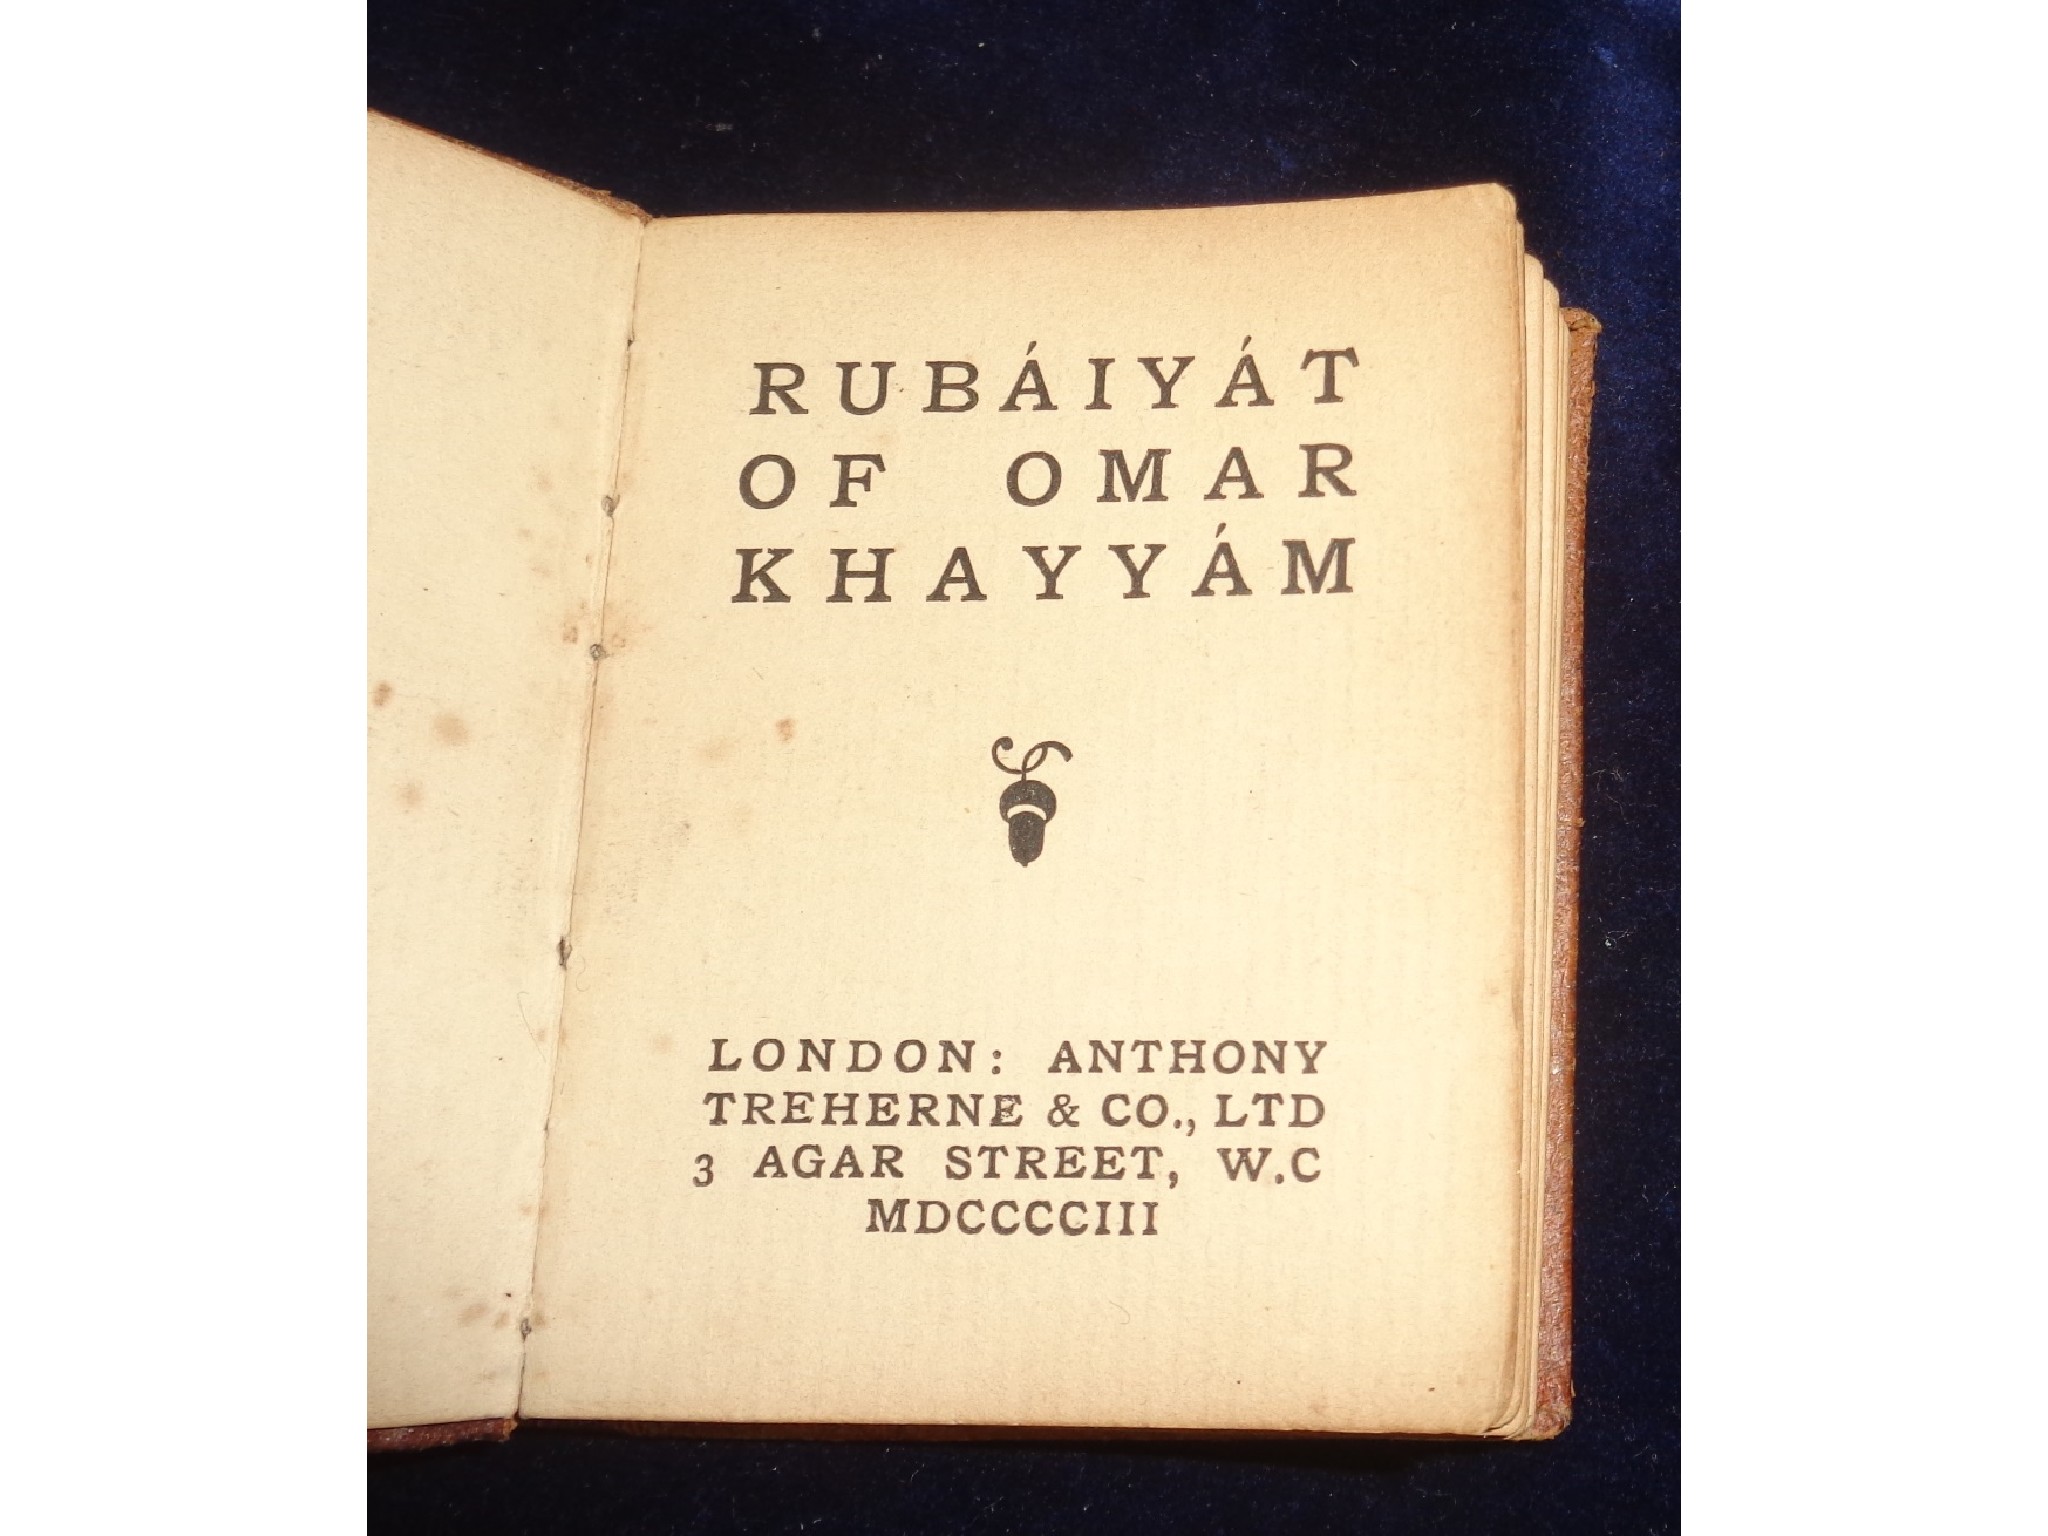 RUBÁIYÁT
OF OMAR
KHAYYÁM
LONDON: ANTHONY
TREHERNE & CO., LTD
3 AGAR STREET, W.C
MDCCCCIII